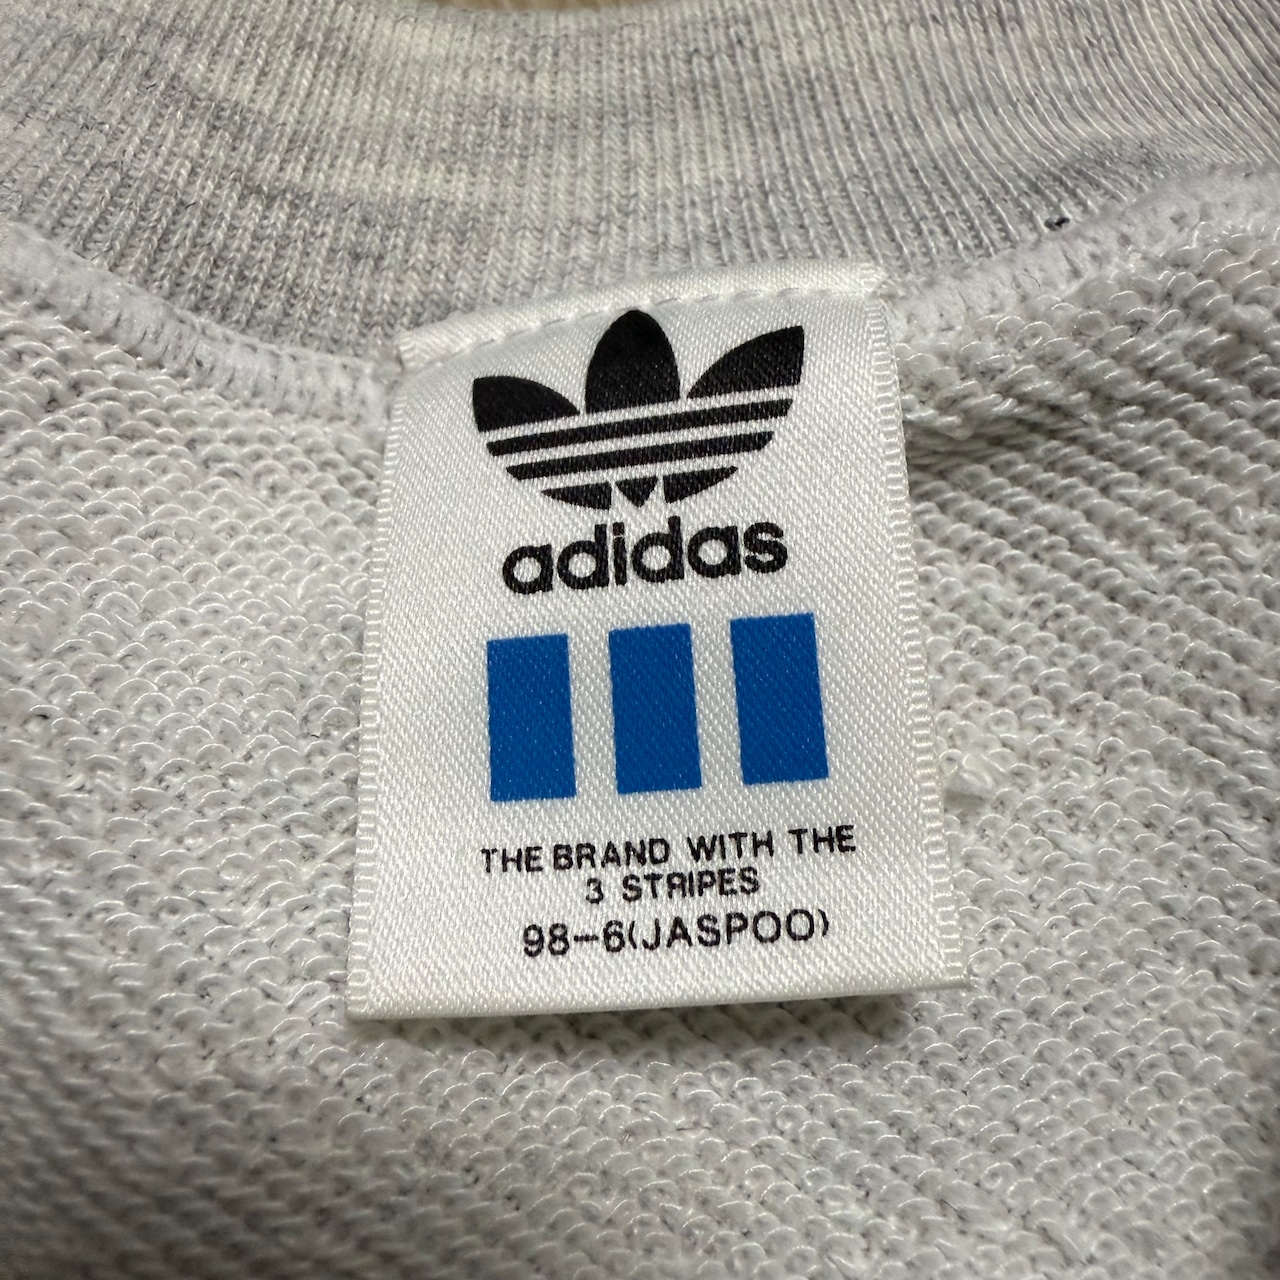 adidas
THE BRAND WITH THE
3 STRIPES
98-6(JASPOO)